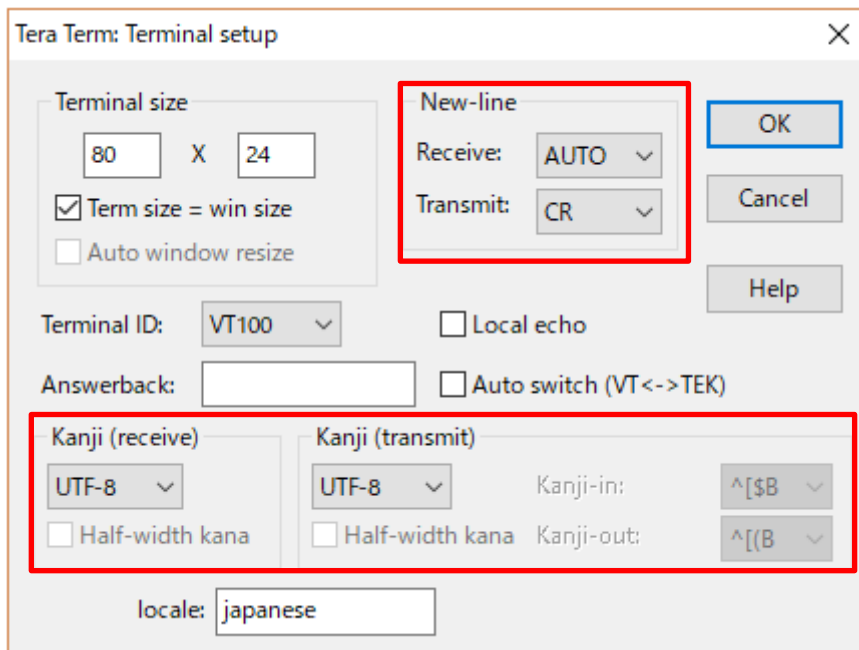 Tera Term: Terminal setup
Terminal size
80 X 24
Term size = win size
Auto window resize
New-line
Receive: AUTO
Transmit: CR
OK
Cancel
Help
Terminal ID: VT100
Local echo
Answerback:
Auto switch (VT<->TEK)
Kanji (receive)
UTF-8
Half-width kana
Kanji (transmit)
UTF-8
Half-width kana
Kanji-in: ^[$B
Kanji-out: ^[(B
locale: japanese